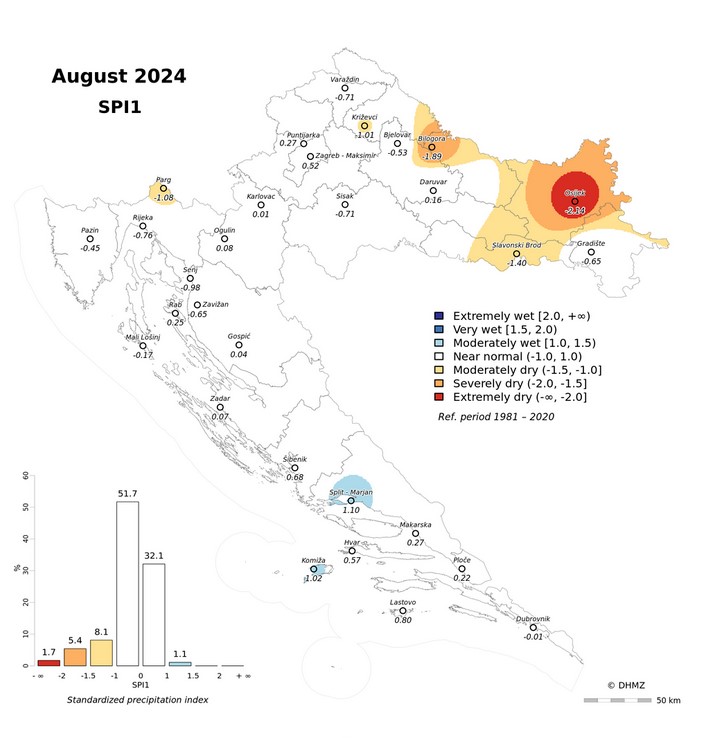 August 2024
SPI1
Varaždin
-0.71
Križevci
-1.01
Puntijarka
0.27
Bjelovar
-0.53
Bilogora
-1.89
Zagreb - Maksimir
0.52
Parg
-1.08
Daruvar
0.16
Osijek
-2.14
Karlovac
0.01
Sisak
-0.71
Rijeka
-0.76
Pazin
-0.45
Ogulin
0.08
Slavonski Brod
-1.40
Gradište
-0.65
Senj
-0.98
Rab
0.25
Zavižan
-0.65
Mali Lošinj
-0.17
Gospić
0.04
Extremely wet [2.0, +∞)
Very wet [1.5, 2.0)
Moderately wet [1.0, 1.5)
Near normal (-1.0, 1.0)
Moderately dry (-1.5, -1.0]
Severely dry (-2.0, -1.5]
Extremely dry (-∞, -2.0]
Ref. period 1981 – 2020
Zadar
0.07
Šibenik
0.68
Split - Marjan
1.10
Makarska
0.27
Hvar
0.57
Komiža
1.02
Ploče
0.22
Lastovo
0.80
Dubrovnik
-0.01
60
50
40
30
20
10
0
%
1.7
5.4
8.1
51.7
32.1
1.1
- ∞ -2 -1.5 -1 0 1 1.5 2 + ∞
SPI1
Standardized precipitation index
© DHMZ
50 km